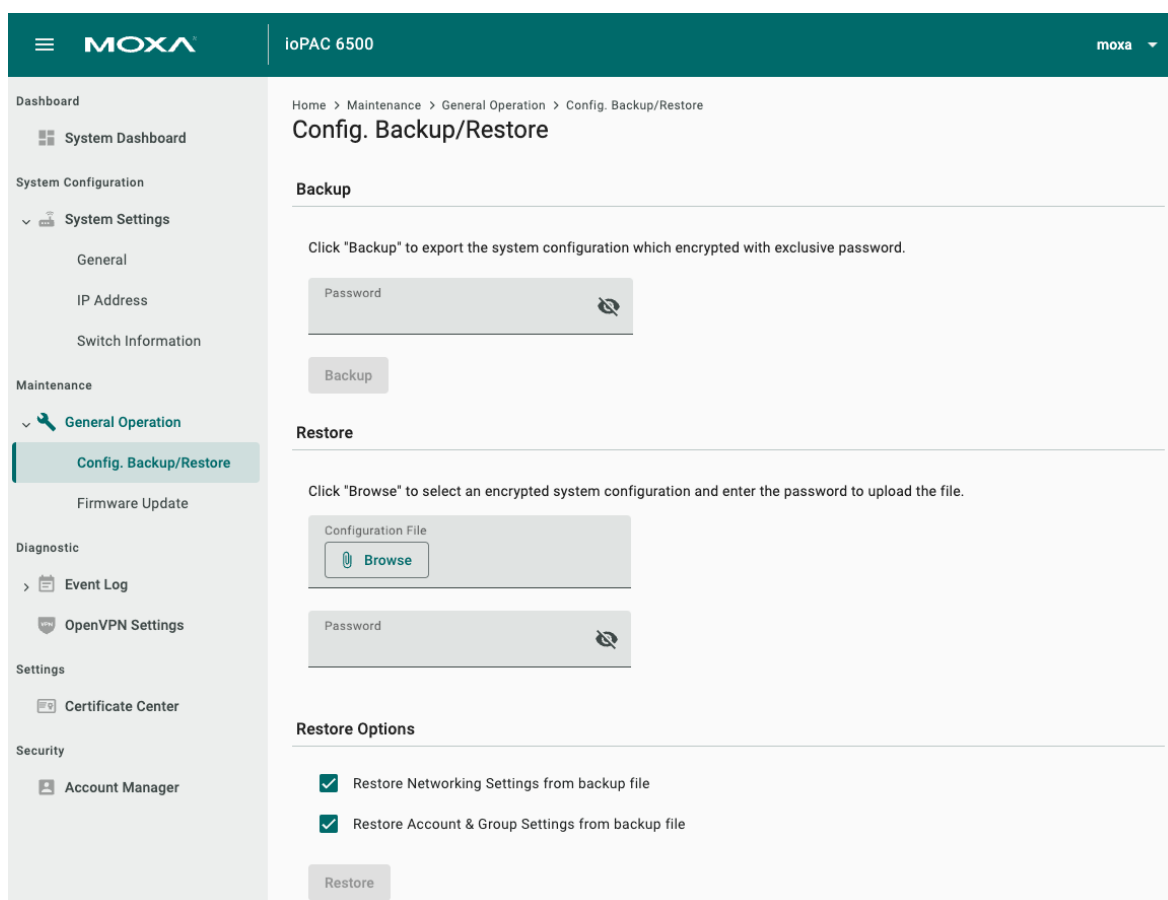 MOXA
ioPAC 6500
moxa
Dashboard
System Dashboard
System Configuration
System Settings
General
IP Address
Switch Information
Maintenance
General Operation
Config. Backup/Restore
Firmware Update
Diagnostic
Event Log
OpenVPN Settings
Settings
Certificate Center
Security
Account Manager
Home > Maintenance > General Operation > Config. Backup/Restore
Config. Backup/Restore
Backup
Click "Backup" to export the system configuration which encrypted with exclusive password.
Password
Backup
Restore
Click "Browse" to select an encrypted system configuration and enter the password to upload the file.
Configuration File
Browse
Password
Restore Options
Restore Networking Settings from backup file
Restore Account & Group Settings from backup file
Restore